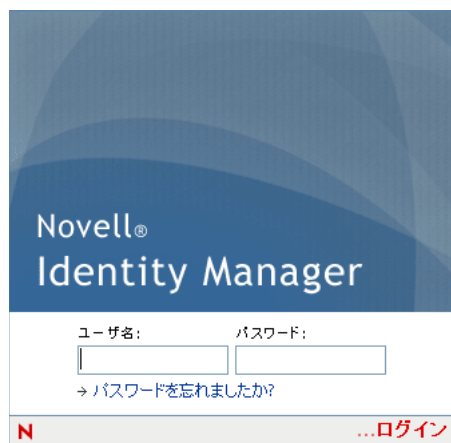 Novell®
Identity Manager
ユーザ名: パスワード:
→ パスワードを忘れましたか?
N ...ログイン